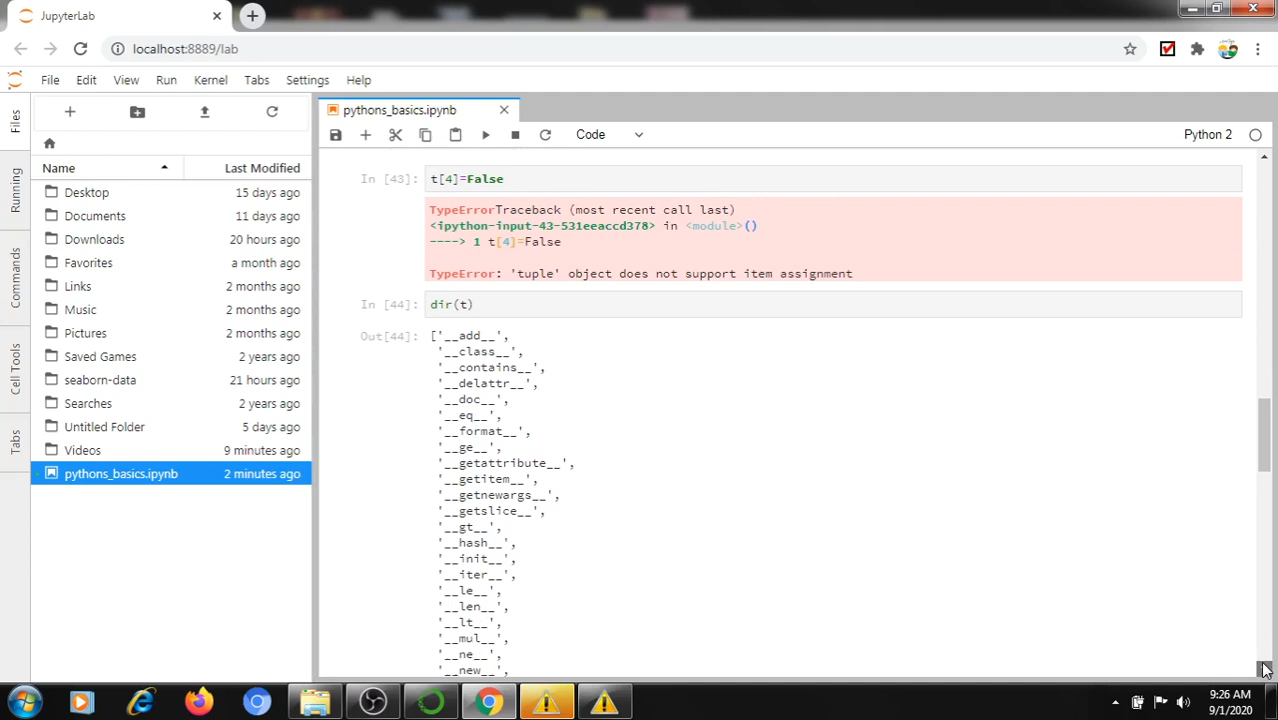 JupyterLab
localhost:8889/lab
File Edit View Run Kernel Tabs Settings Help
Files
Running
Commands
Cell Tools
Tabs
Name Last Modified
Desktop 15 days ago
Documents 11 days ago
Downloads 20 hours ago
Favorites a month ago
Links 2 months ago
Music 2 months ago
Pictures 2 months ago
Saved Games 2 years ago
seaborn-data 21 hours ago
Searches 2 years ago
Untitled Folder 5 days ago
Videos 9 minutes ago
pythons_basics.ipynb 2 minutes ago
pythons_basics.ipynb
Code
Python 2
In [43]: t[4]=False
TypeErrorTraceback (most recent call last)
<ipython-input-43-531eeaccd378> in <module>()
----> 1 t[4]=False
TypeError: 'tuple' object does not support item assignment
In [44]: dir(t)
Out[44]: ['__add__',
'__class__',
'__contains__',
'__delattr__',
'__doc__',
'__eq__',
'__format__',
'__ge__',
'__getattribute__',
'__getitem__',
'__getnewargs__',
'__getslice__',
'__gt__',
'__hash__',
'__init__',
'__iter__',
'__le__',
'__len__',
'__lt__',
'__mul__',
'__ne__',
'__new__',
9:26 AM
9/1/2020